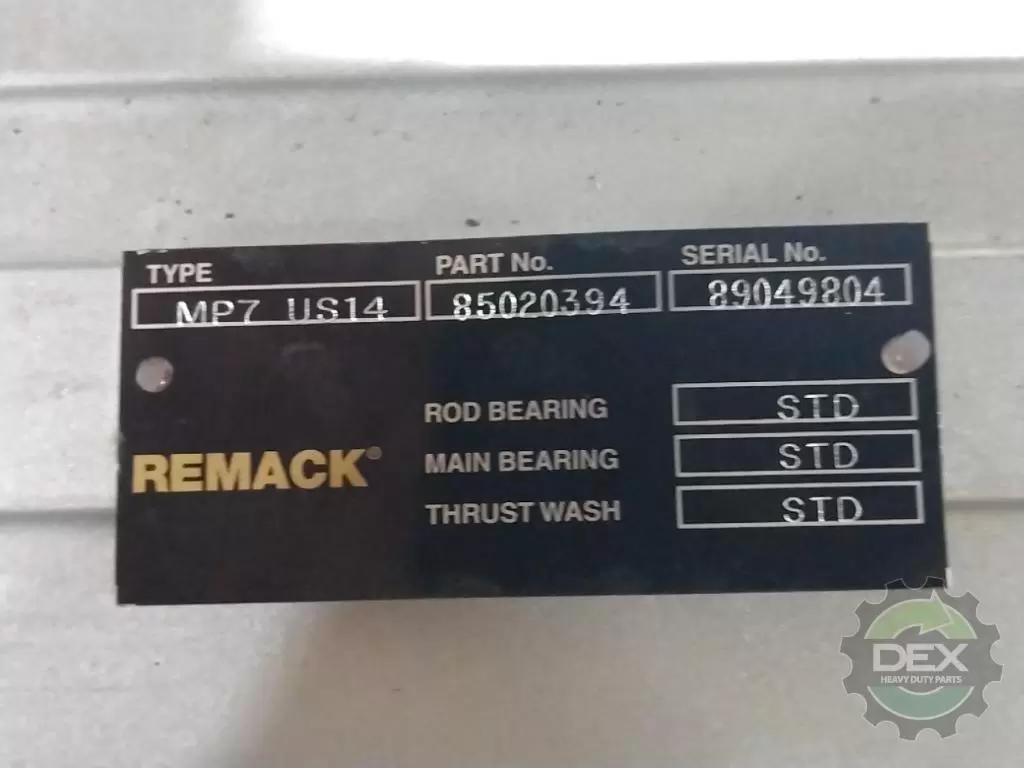 TYPE PART No. SERIAL No.
MP7 US14 85020394 89049804
ROD BEARING STD
REMACK® MAIN BEARING STD
THRUST WASH STD
DEX
HEAVY DUTY PARTS